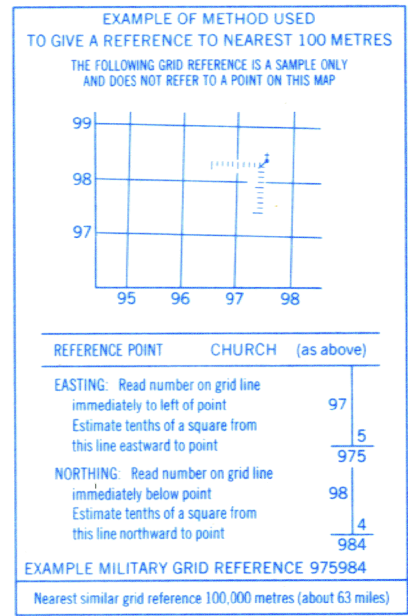 EXAMPLE OF METHOD USED
TO GIVE A REFERENCE TO NEAREST 100 METRES
THE FOLLOWING GRID REFERENCE IS A SAMPLE ONLY
AND DOES NOT REFER TO A POINT ON THIS MAP
99
98
97
95 96 97 98
REFERENCE POINT CHURCH (as above)
EASTING: Read number on grid line
immediately to left of point 97
Estimate tenths of a square from
this line eastward to point 5
975
NORTHING: Read number on grid line
immediately below point 98
Estimate tenths of a square from
this line northward to point 4
984
EXAMPLE MILITARY GRID REFERENCE 975984
Nearest similar grid reference 100,000 metres (about 63 miles)